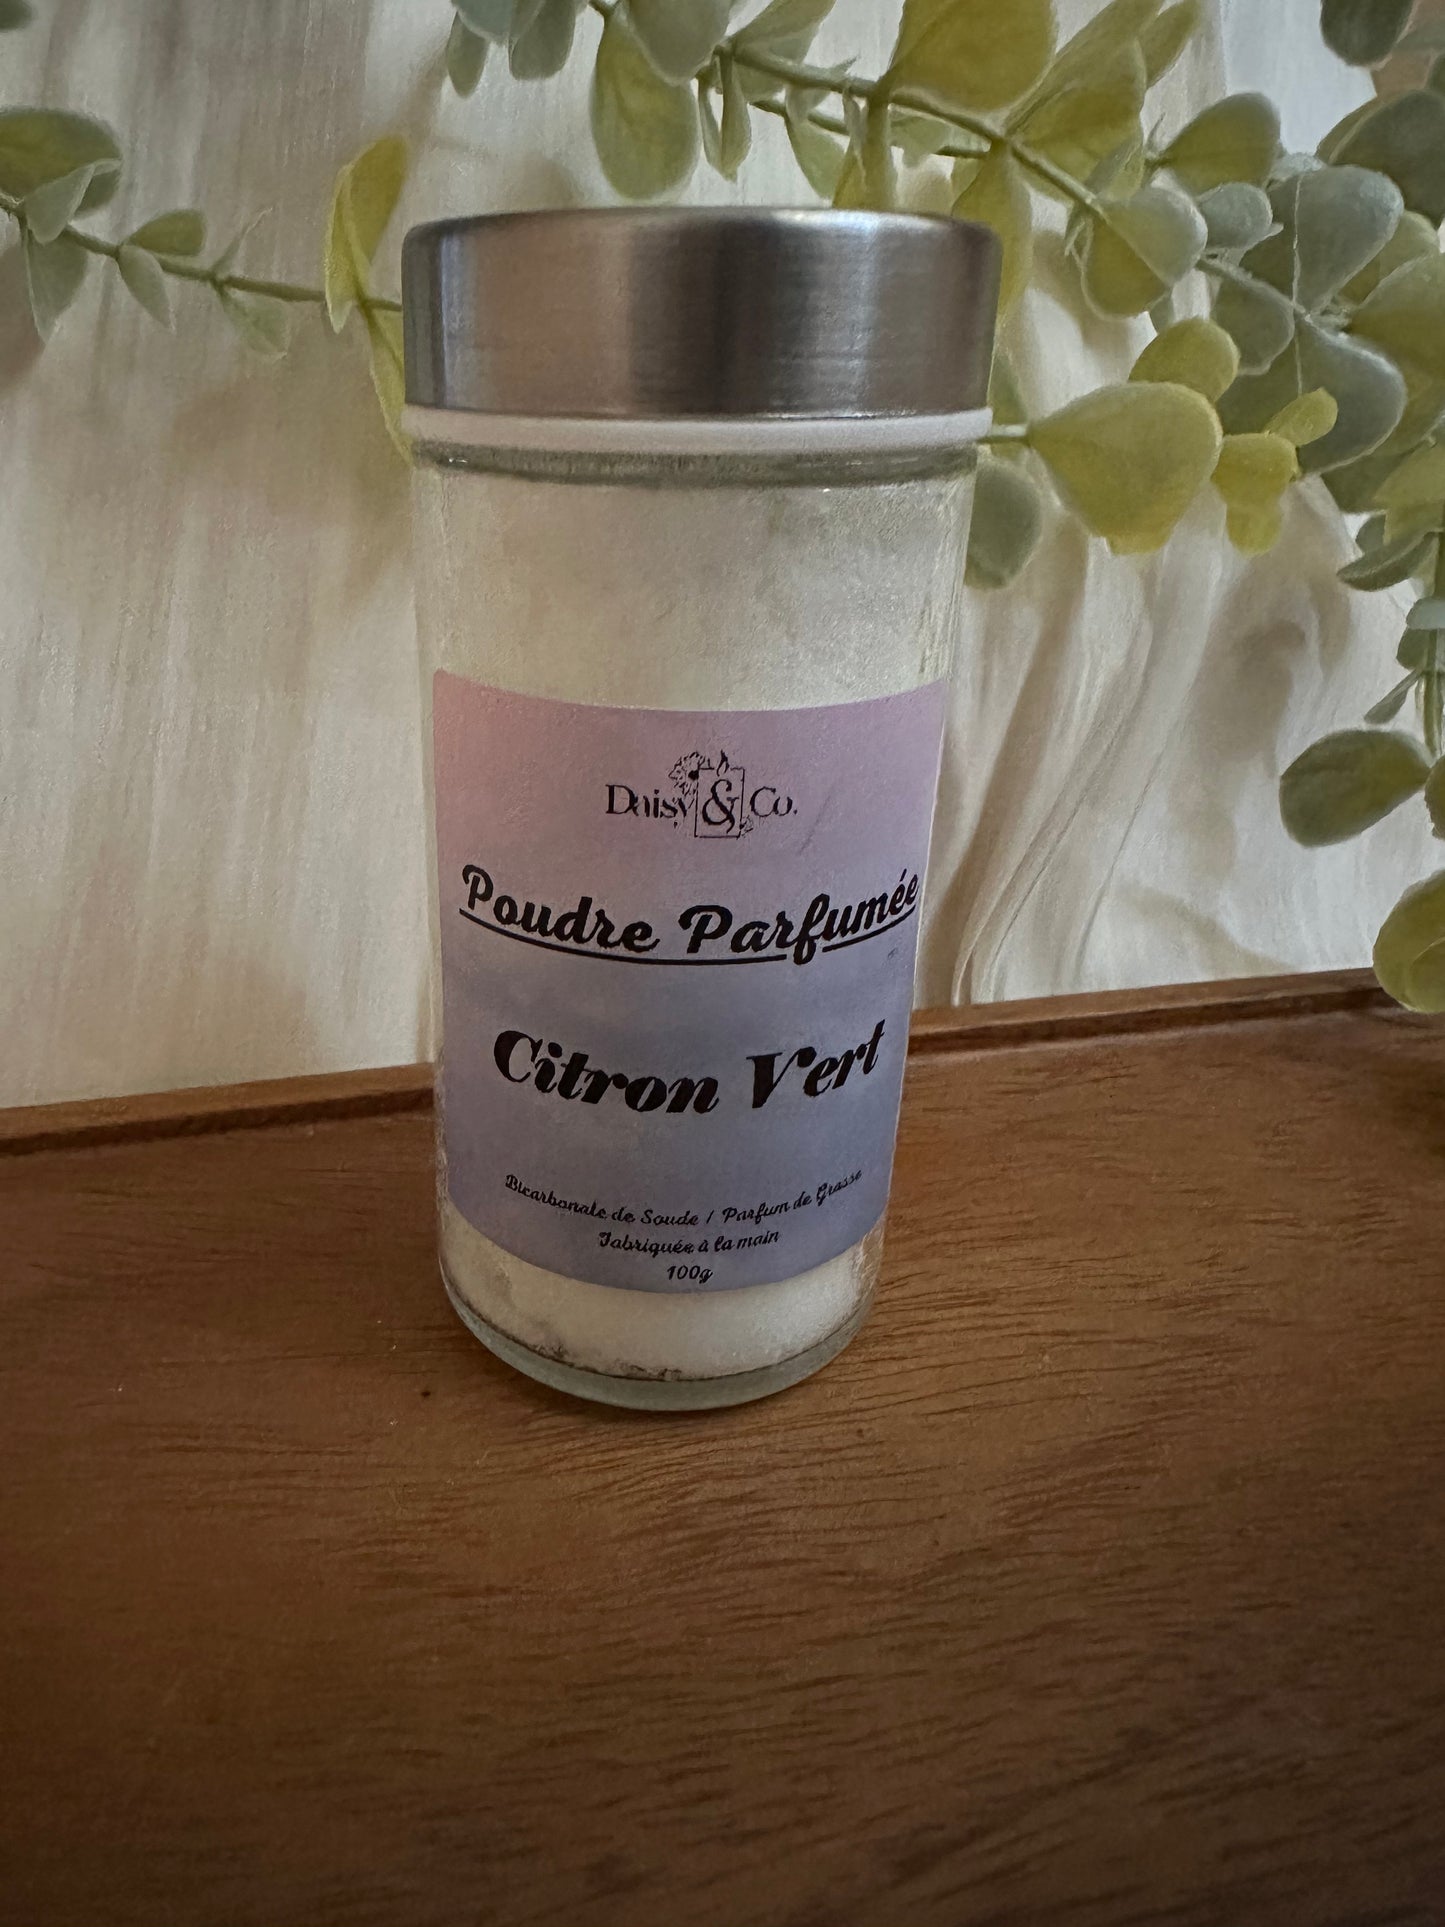 Daisy & Co.
Poudre Parfumée
Citron Vert
Bicarbonate de Soude / Parfum de Grasse
Fabriquée à la main
100g